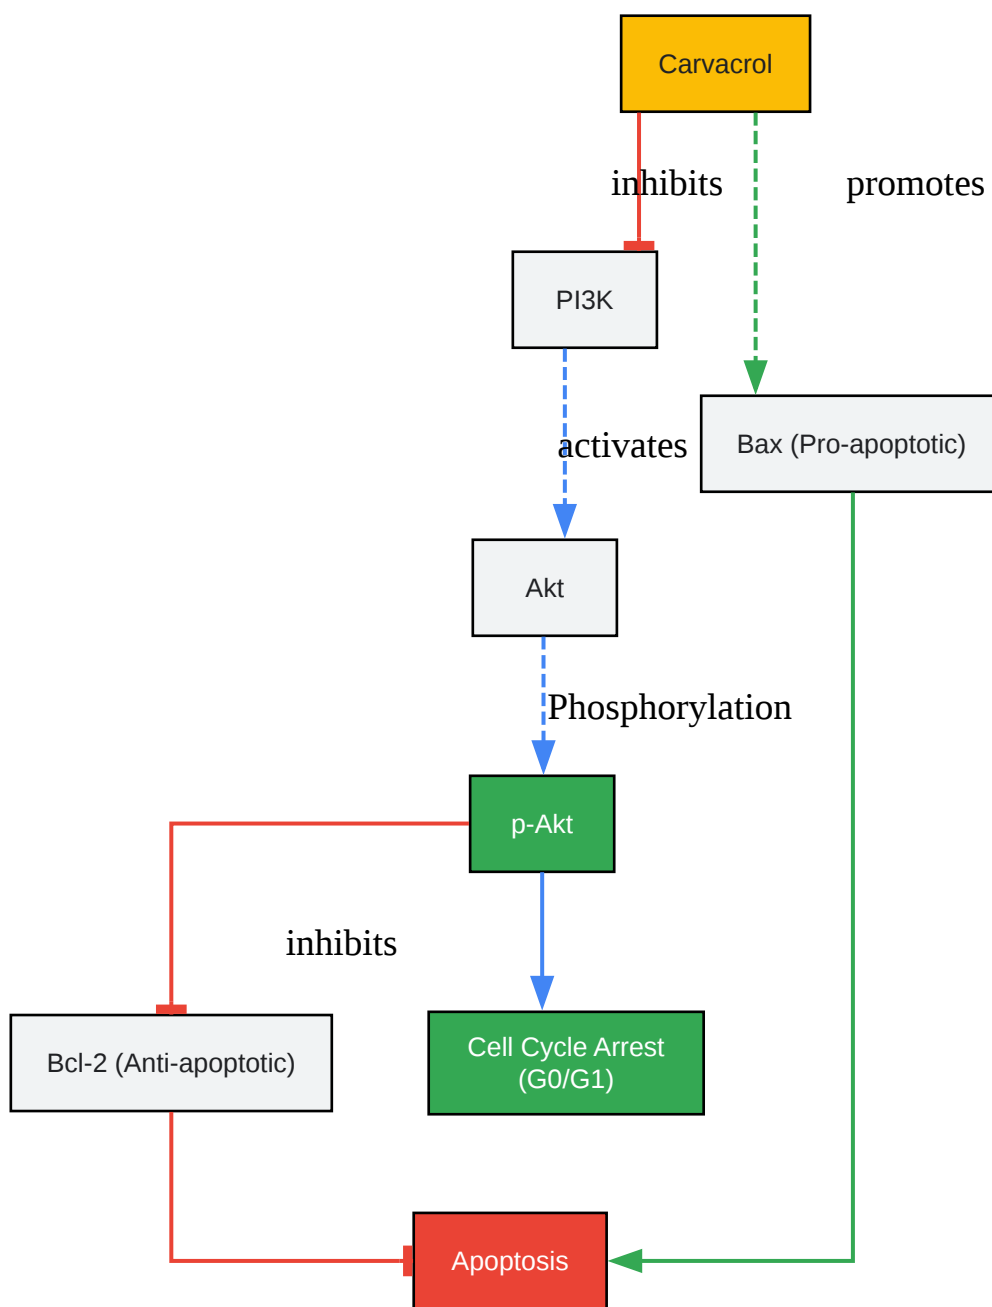 Carvacrol
inhibits
promotes
PI3K
activates
Bax (Pro-apoptotic)
Akt
Phosphorylation
p-Akt
inhibits
Bcl-2 (Anti-apoptotic)
Cell Cycle Arrest
(G0/G1)
Apoptosis